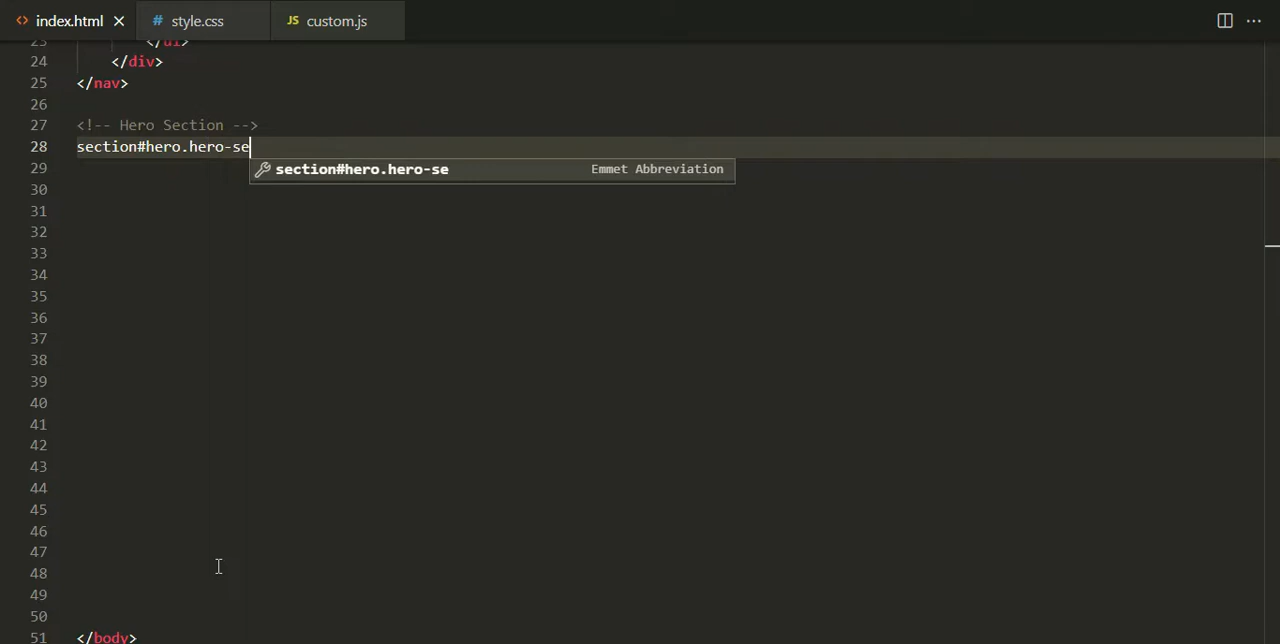 <> index.html × # style.css JS custom.js ...
23 </ul>
24 </div>
25 </nav>
26
27 <!-- Hero Section -->
28 section#hero.hero-se
29 section#hero.hero-se Emmet Abbreviation
30
31
32
33
34
35
36
37
38
39
40
41
42
43
44
45
46
47
48
49
50
51 </body>